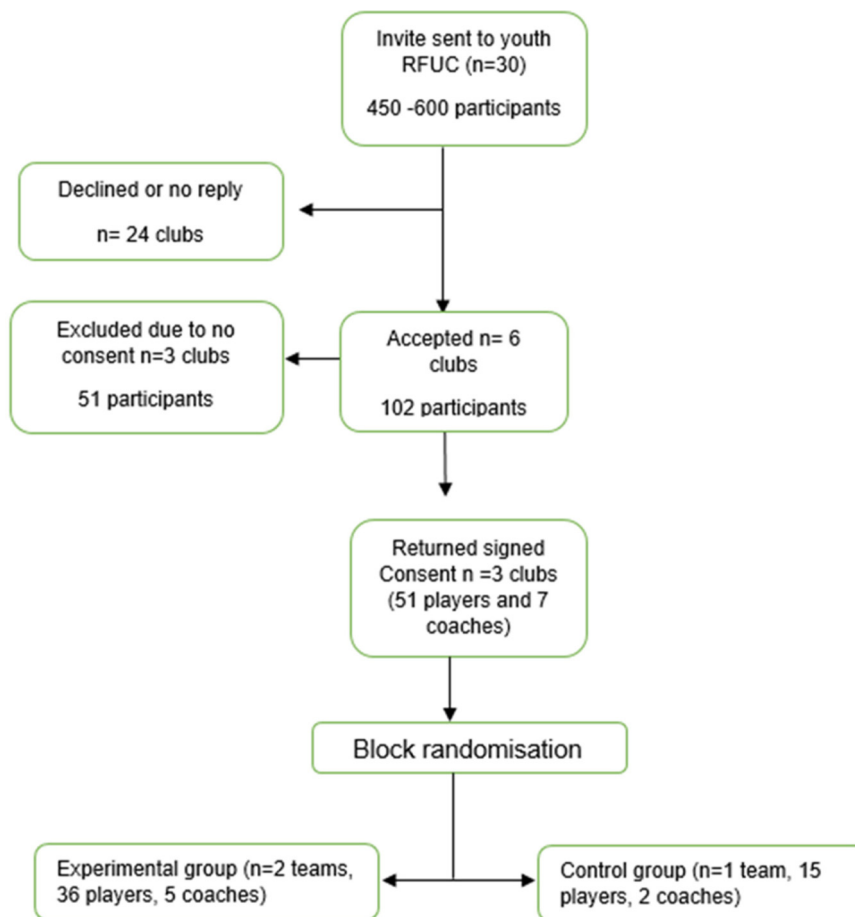 Invite sent to youth
RFUC (n=30)
450 -600 participants
Declined or no reply
n= 24 clubs
Excluded due to no
consent n=3 clubs
51 participants
Accepted n= 6
clubs
102 participants
Returned signed
Consent n =3 clubs
(51 players and 7
coaches)
Block randomisation
Experimental group (n=2 teams,
36 players, 5 coaches)
Control group (n=1 team, 15
players, 2 coaches)